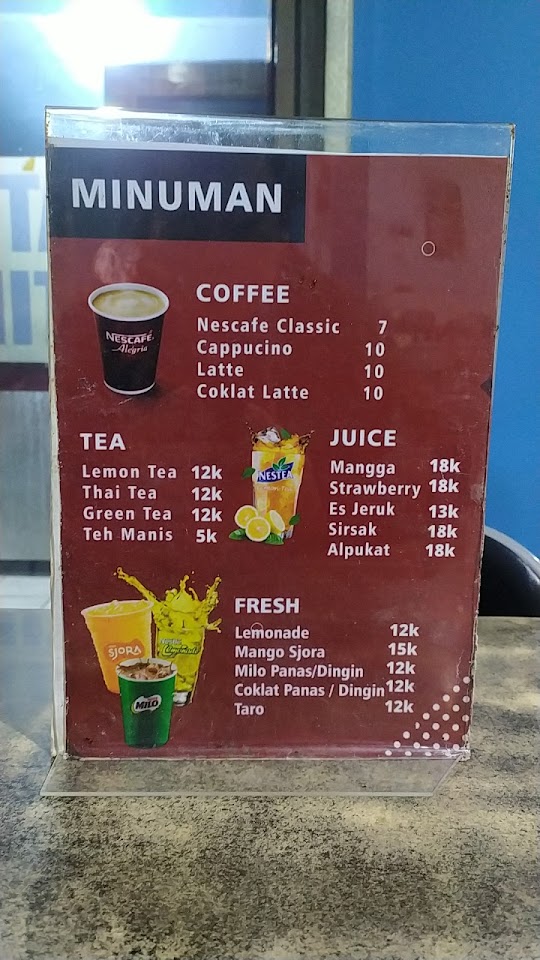 MINUMAN
COFFEE
NESCAFÉ
Alegria
Nescafe Classic 7
Cappucino 10
Latte 10
Coklat Latte 10
TEA
Lemon Tea 12k
Thai Tea 12k
Green Tea 12k
Teh Manis 5k
NESTEA
JUICE
Mangga 18k
Strawberry 18k
Es Jeruk 13k
Sirsak 18k
Alpukat 18k
FRESH
Lemonade 12k
Mango Sjora 15k
Milo Panas/Dingin 12k
Coklat Panas / Dingin 12k
Taro 12k
SJORA
MILO